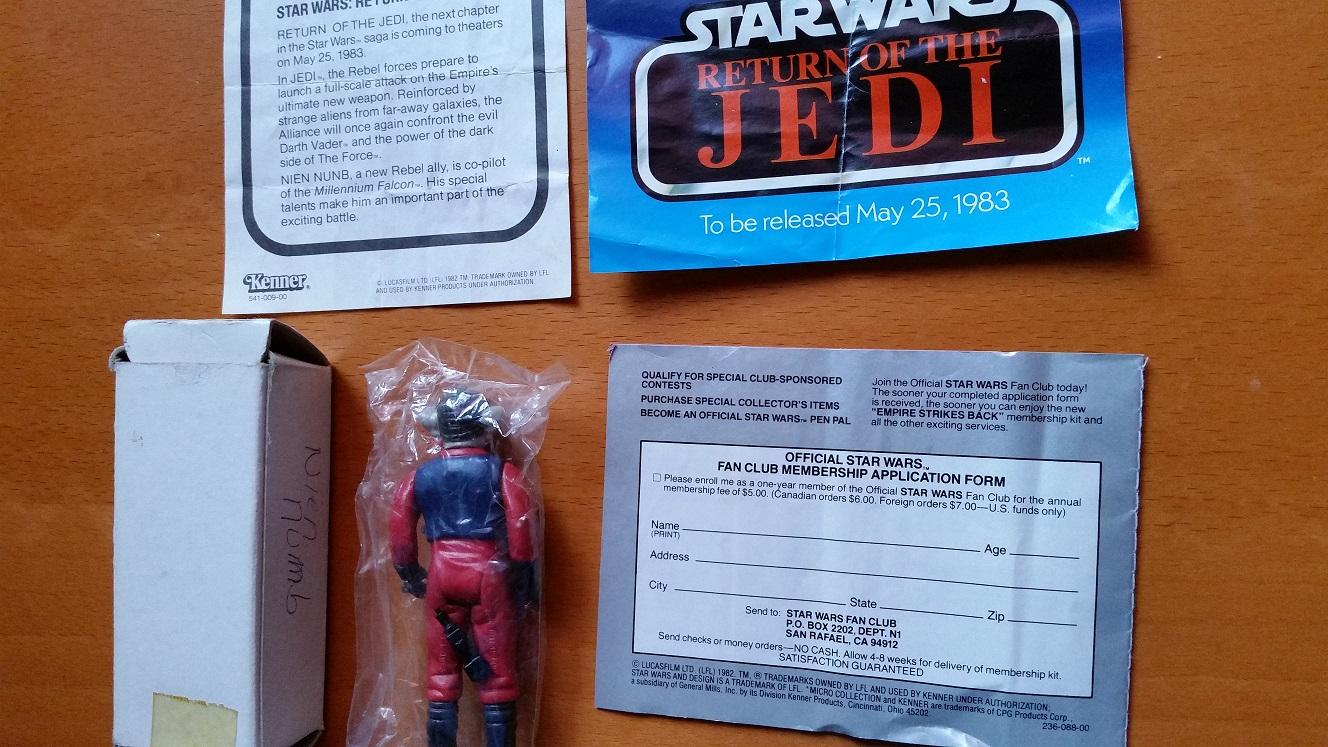 STAR WARS: RETUR
RETURN OF THE JEDI, the next chapter
in the Star Wars™ saga is coming to theaters
on May 25, 1983.
In JEDI™, the Rebel forces prepare to
launch a full-scale attack on the Empire's
ultimate new weapon. Reinforced by
strange aliens from far-away galaxies, the
Alliance will once again confront the evil
Darth Vader™ and the power of the dark
side of The Force™.
NIEN NUNB, a new Rebel ally, is co-pilot
of the Millennium Falcon™. His special
talents make him an important part of the
exciting battle.
Kenner®
541-009-00
© LUCASFILM LTD. (LFL) 1982 TM: TRADEMARK OWNED BY LFL
AND USED BY KENNER PRODUCTS UNDER AUTHORIZATION.
STAR WARS
RETURN OF THE
JEDI
™
To be released May 25, 1983
Nien
Numb
QUALIFY FOR SPECIAL CLUB-SPONSORED
CONTESTS
PURCHASE SPECIAL COLLECTOR'S ITEMS
BECOME AN OFFICIAL STAR WARS™ PEN PAL
Join the Official STAR WARS Fan Club today!
The sooner your completed application form
is received, the sooner you can enjoy the new
"EMPIRE STRIKES BACK" membership kit and
all the other exciting services.
OFFICIAL STAR WARS™
FAN CLUB MEMBERSHIP APPLICATION FORM
☐ Please enroll me as a one-year member of the Official STAR WARS Fan Club for the annual
membership fee of $5.00. (Canadian orders $6.00. Foreign orders $7.00—U.S. funds only)
Name Age
(PRINT)
Address
City State Zip
Send to: STAR WARS FAN CLUB
P.O. BOX 2202, DEPT. N1
SAN RAFAEL, CA 94912
Send checks or money orders—NO CASH. Allow 4-8 weeks for delivery of membership kit.
SATISFACTION GUARANTEED
© LUCASFILM LTD. (LFL) 1982. TM, ® TRADEMARKS OWNED BY LFL AND USED BY KENNER UNDER AUTHORIZATION.
STAR WARS AND DESIGN IS A TRADEMARK OF LFL. "MICRO COLLECTION and KENNER are trademarks of CPG Products Corp.,
a subsidiary of General Mills, Inc. by its Division Kenner Products, Cincinnati, Ohio 45202
236-088-00